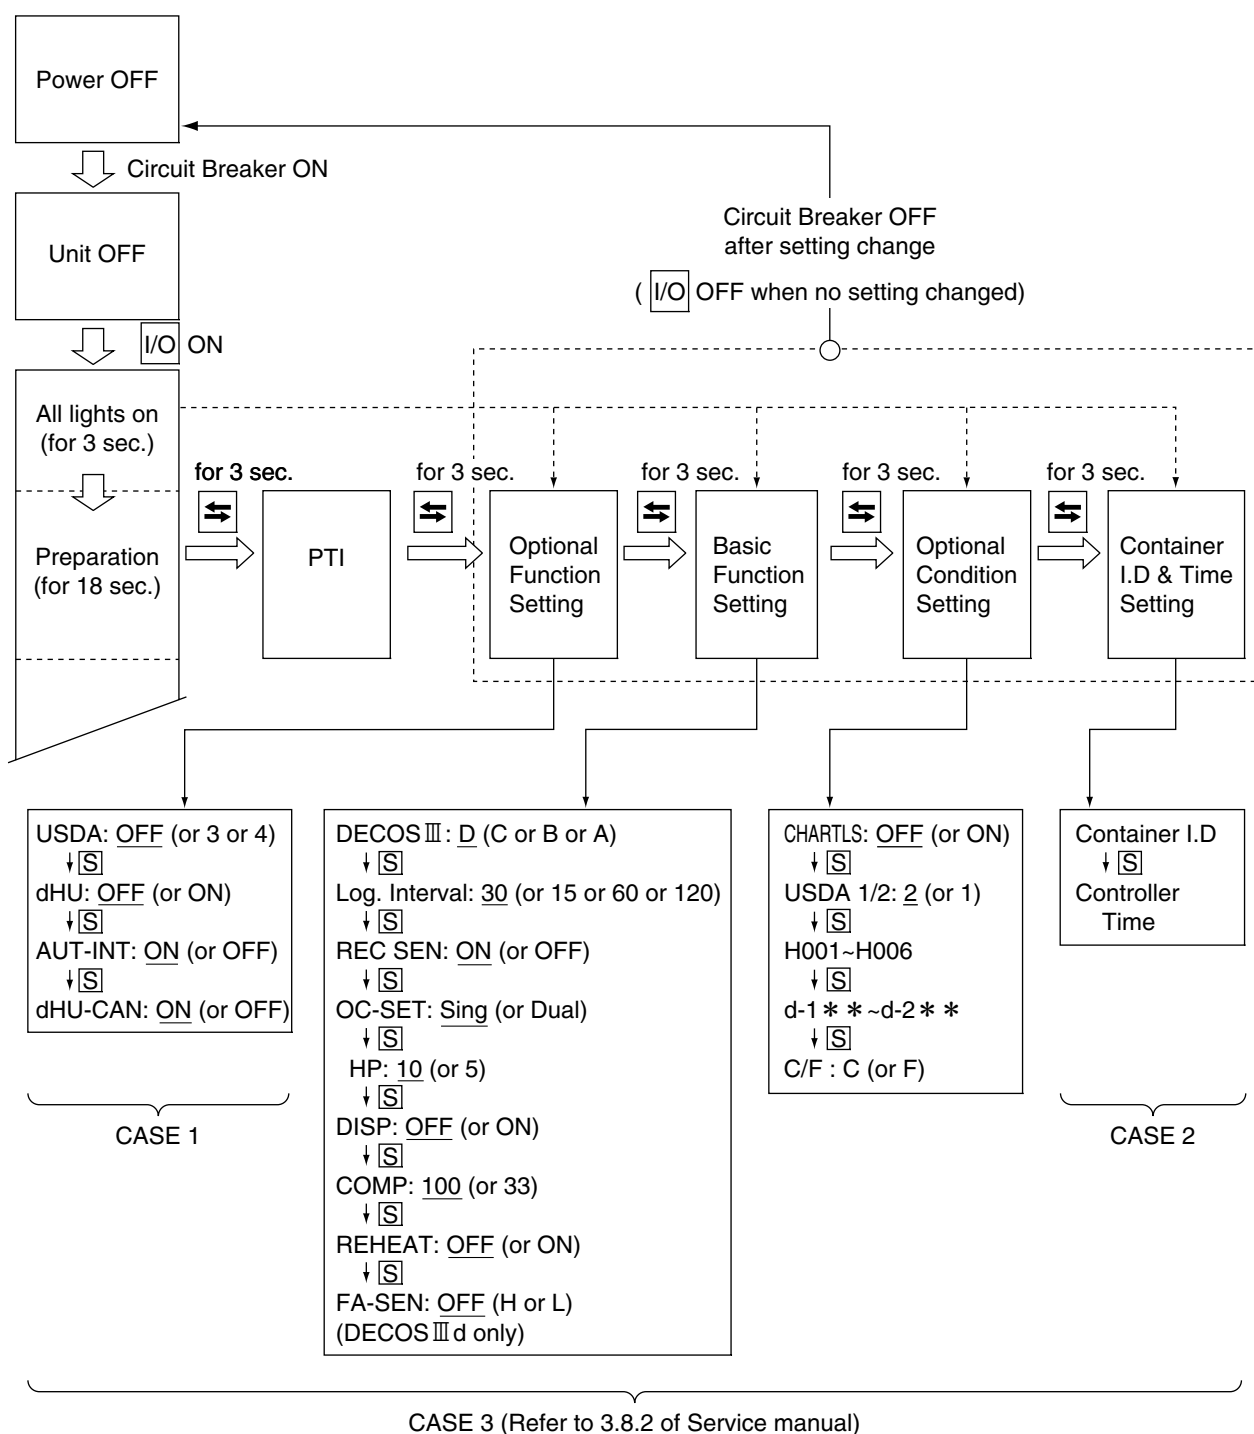 Power OFF
Circuit Breaker ON
Unit OFF
Circuit Breaker OFF
after setting change
( I/O OFF when no setting changed)
I/O ON
All lights on
(for 3 sec.)
for 3 sec.
for 3 sec.
for 3 sec.
for 3 sec.
for 3 sec.
Preparation
(for 18 sec.)
PTI
Optional
Function
Setting
Basic
Function
Setting
Optional
Condition
Setting
Container
I.D & Time
Setting
USDA: OFF (or 3 or 4)
S
dHU: OFF (or ON)
S
AUT-INT: ON (or OFF)
S
dHU-CAN: ON (or OFF)
CASE 1
DECOSⅢ: D (C or B or A)
S
Log. Interval: 30 (or 15 or 60 or 120)
S
REC SEN: ON (or OFF)
S
OC-SET: Sing (or Dual)
S
HP: 10 (or 5)
S
DISP: OFF (or ON)
S
COMP: 100 (or 33)
S
REHEAT: OFF (or ON)
S
FA-SEN: OFF (H or L)
(DECOSⅢd only)
CHARTLS: OFF (or ON)
S
USDA 1/2: 2 (or 1)
S
H001~H006
S
d-1＊＊~d-2＊＊
S
C/F : C (or F)
Container I.D
S
Controller
Time
CASE 2
CASE 3 (Refer to 3.8.2 of Service manual)